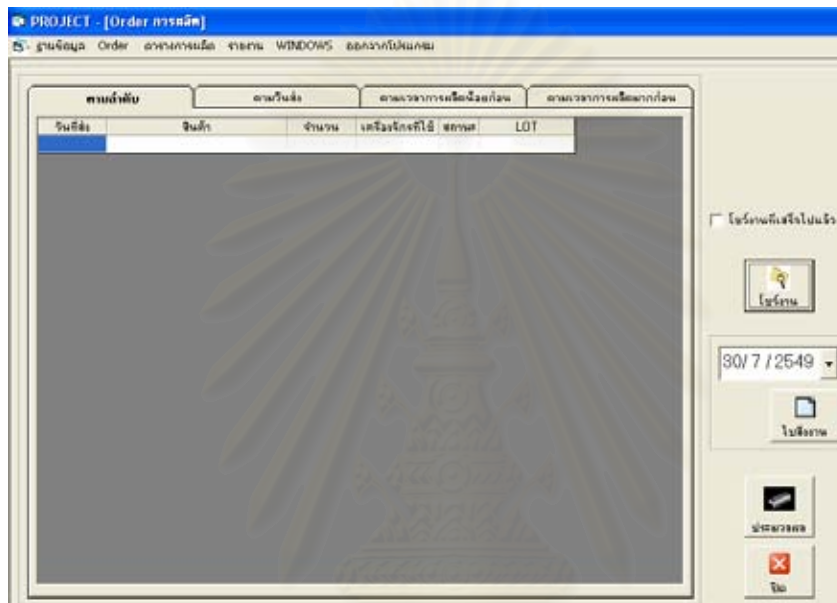 PROJECT - [Order การผลิต]
ฐานข้อมูล Order ตารางการผลิต รายงาน WINDOWS ออกจากโปรแกรม
ตามลำดับ ตามวันส่ง ตามเวลาการผลิตน้อยก่อน ตามเวลาการผลิตมากก่อน
วันที่ส่ง สินค้า จำนวน เครื่องจักรที่ใช้ สถานะ LOT
โชว์งานที่เสร็จไปแล้ว
โชว์งาน
30/ 7 / 2549
ใบสั่งงาน
ประมวลผล
ปิด